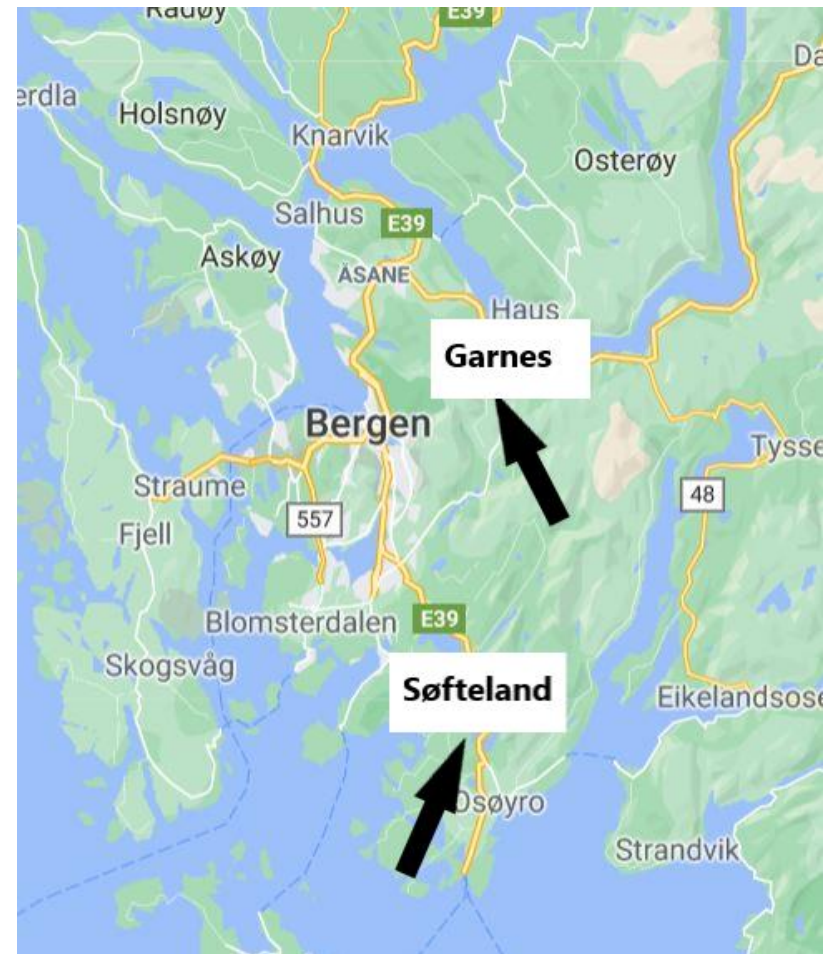 Radøy
E39
Da
erdla
Holsnøy
Knarvik
Osterøy
Salhus
E39
Askøy
ÅSANE
Haus
Garnes
Bergen
Tysse
Straume
48
557
Fjell
Blomsterdalen
E39
Skogsvåg
Søfteland
Eikelandsose
Osøyro
Strandvik